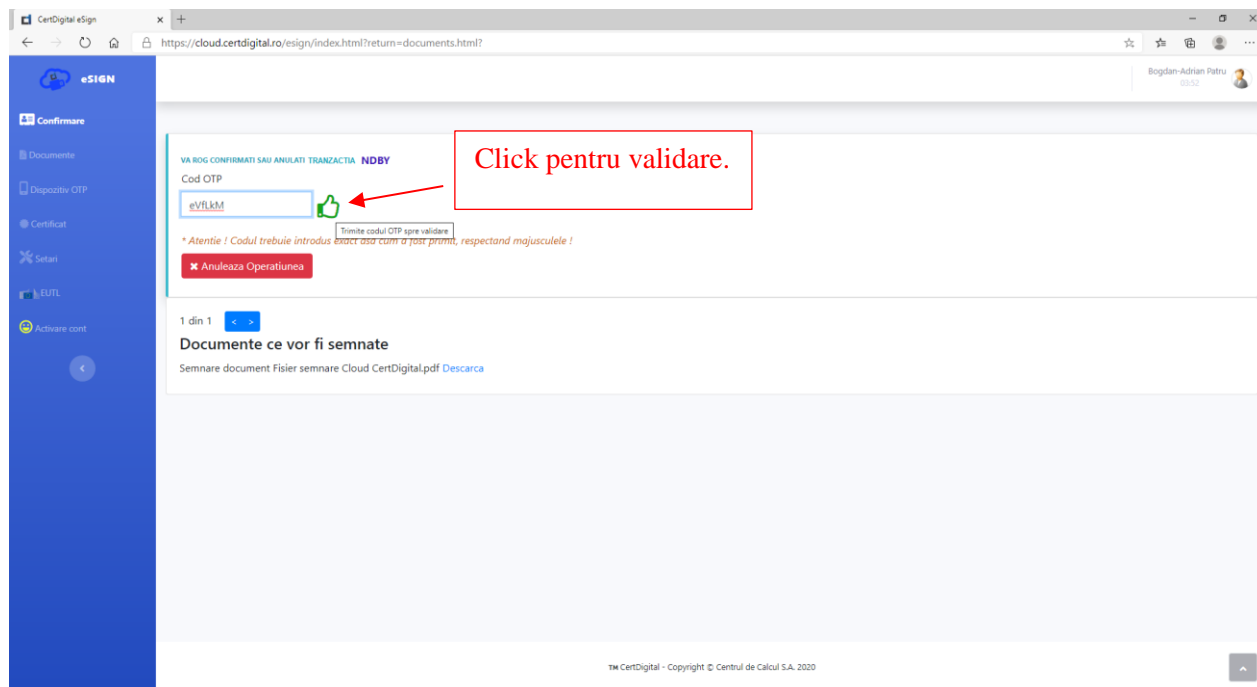 CertDigital eSign
https://cloud.certdigital.ro/esign/index.html?return=documents.html?
eSIGN
Bogdan-Adrian Patru
03:52
Confirmare
Documente
Dispozitiv OTP
Certificat
Setari
EUTL
Activare cont
VA ROG CONFIRMATI SAU ANULATI TRANZACTIA NDBY
Click pentru validare.
Cod OTP
eVfLkM
Trimite codul OTP spre validare
* Atentie ! Codul trebuie introdus exact asa cum a fost primit, respectand majusculele !
Anuleaza Operatiunea
1 din 1 < >
Documente ce vor fi semnate
Semnare document Fisier semnare Cloud CertDigital.pdf Descarca
TM CertDigital - Copyright © Centrul de Calcul S.A. 2020